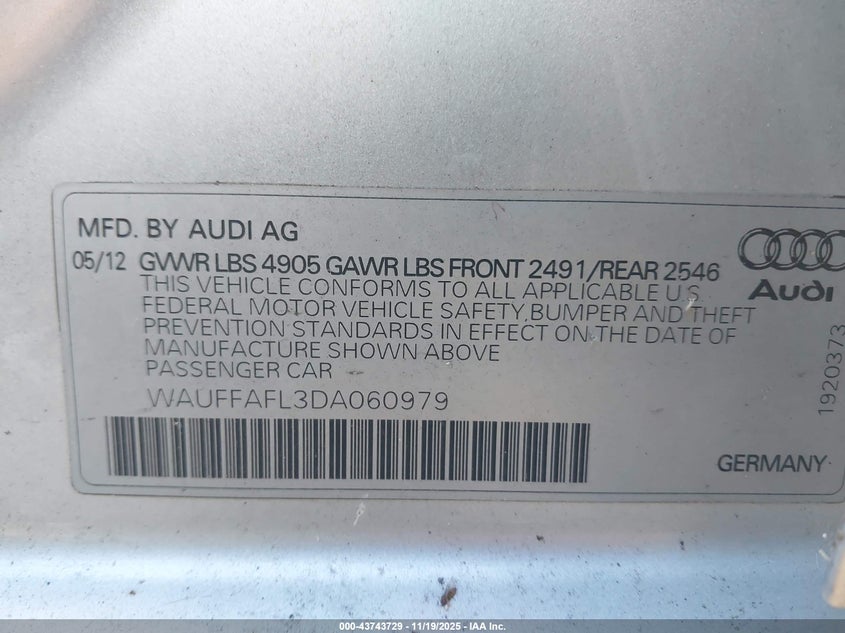 MFD. BY AUDI AG
05/12 GVWR LBS 4905 GAWR LBS FRONT 2491/REAR 2546
THIS VEHICLE CONFORMS TO ALL APPLICABLE U.S.
FEDERAL MOTOR VEHICLE SAFETY,BUMPER AND THEFT
PREVENTION STANDARDS IN EFFECT ON THE DATE OF
MANUFACTURE SHOWN ABOVE
PASSENGER CAR
WAUFFAFL3DA060979
Audi
1920373
GERMANY
000-43743729 - 11/19/2025 - IAA Inc.